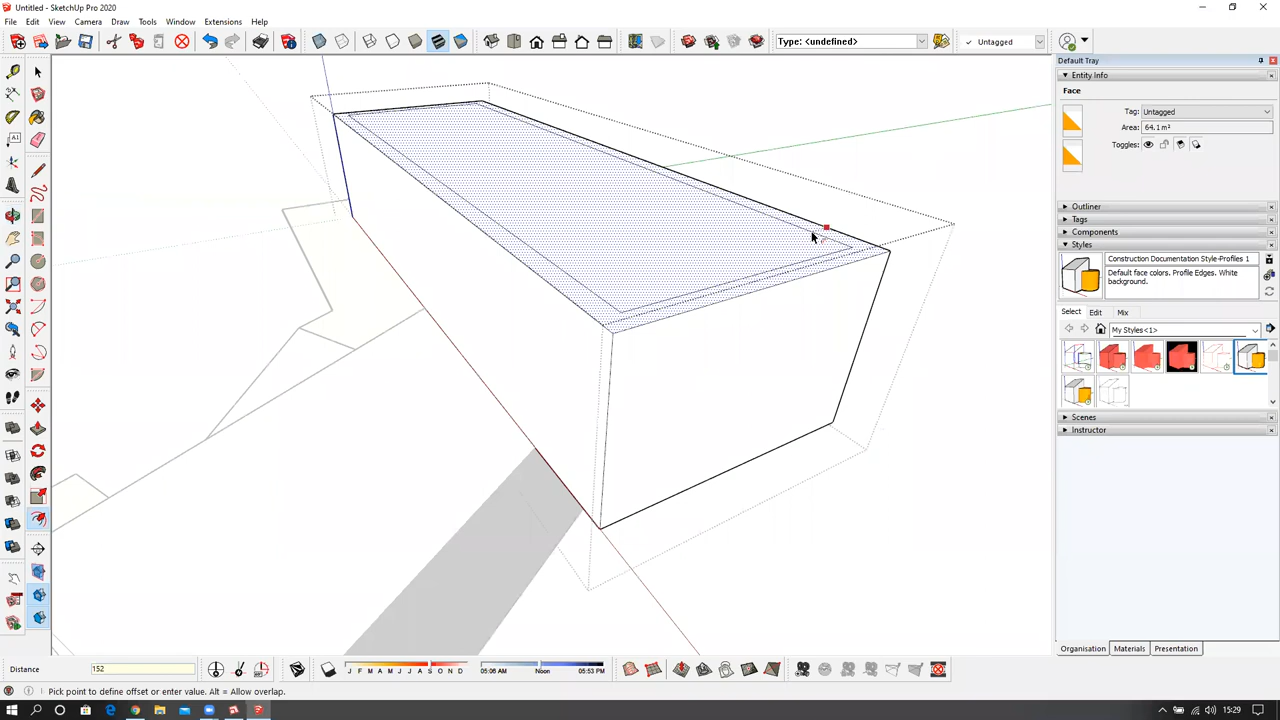 Untitled - SketchUp Pro 2020
File Edit View Camera Draw Tools Window Extensions Help
Type: <undefined>
Untagged
Default Tray
Entity Info
Face
Tag: Untagged
Area: 64.1 m²
Toggles:
Outliner
Tags
Components
Styles
Construction Documentation Style-Profiles 1
Default face colors. Profile Edges. White
background.
Select Edit Mix
My Styles<1>
Scenes
Instructor
Organisation Materials Presentation
Distance 152
J F M A M J J A S O N D
05:06 AM Noon 05:53 PM
Pick point to define offset or enter value. Alt = Allow overlap.
15:29